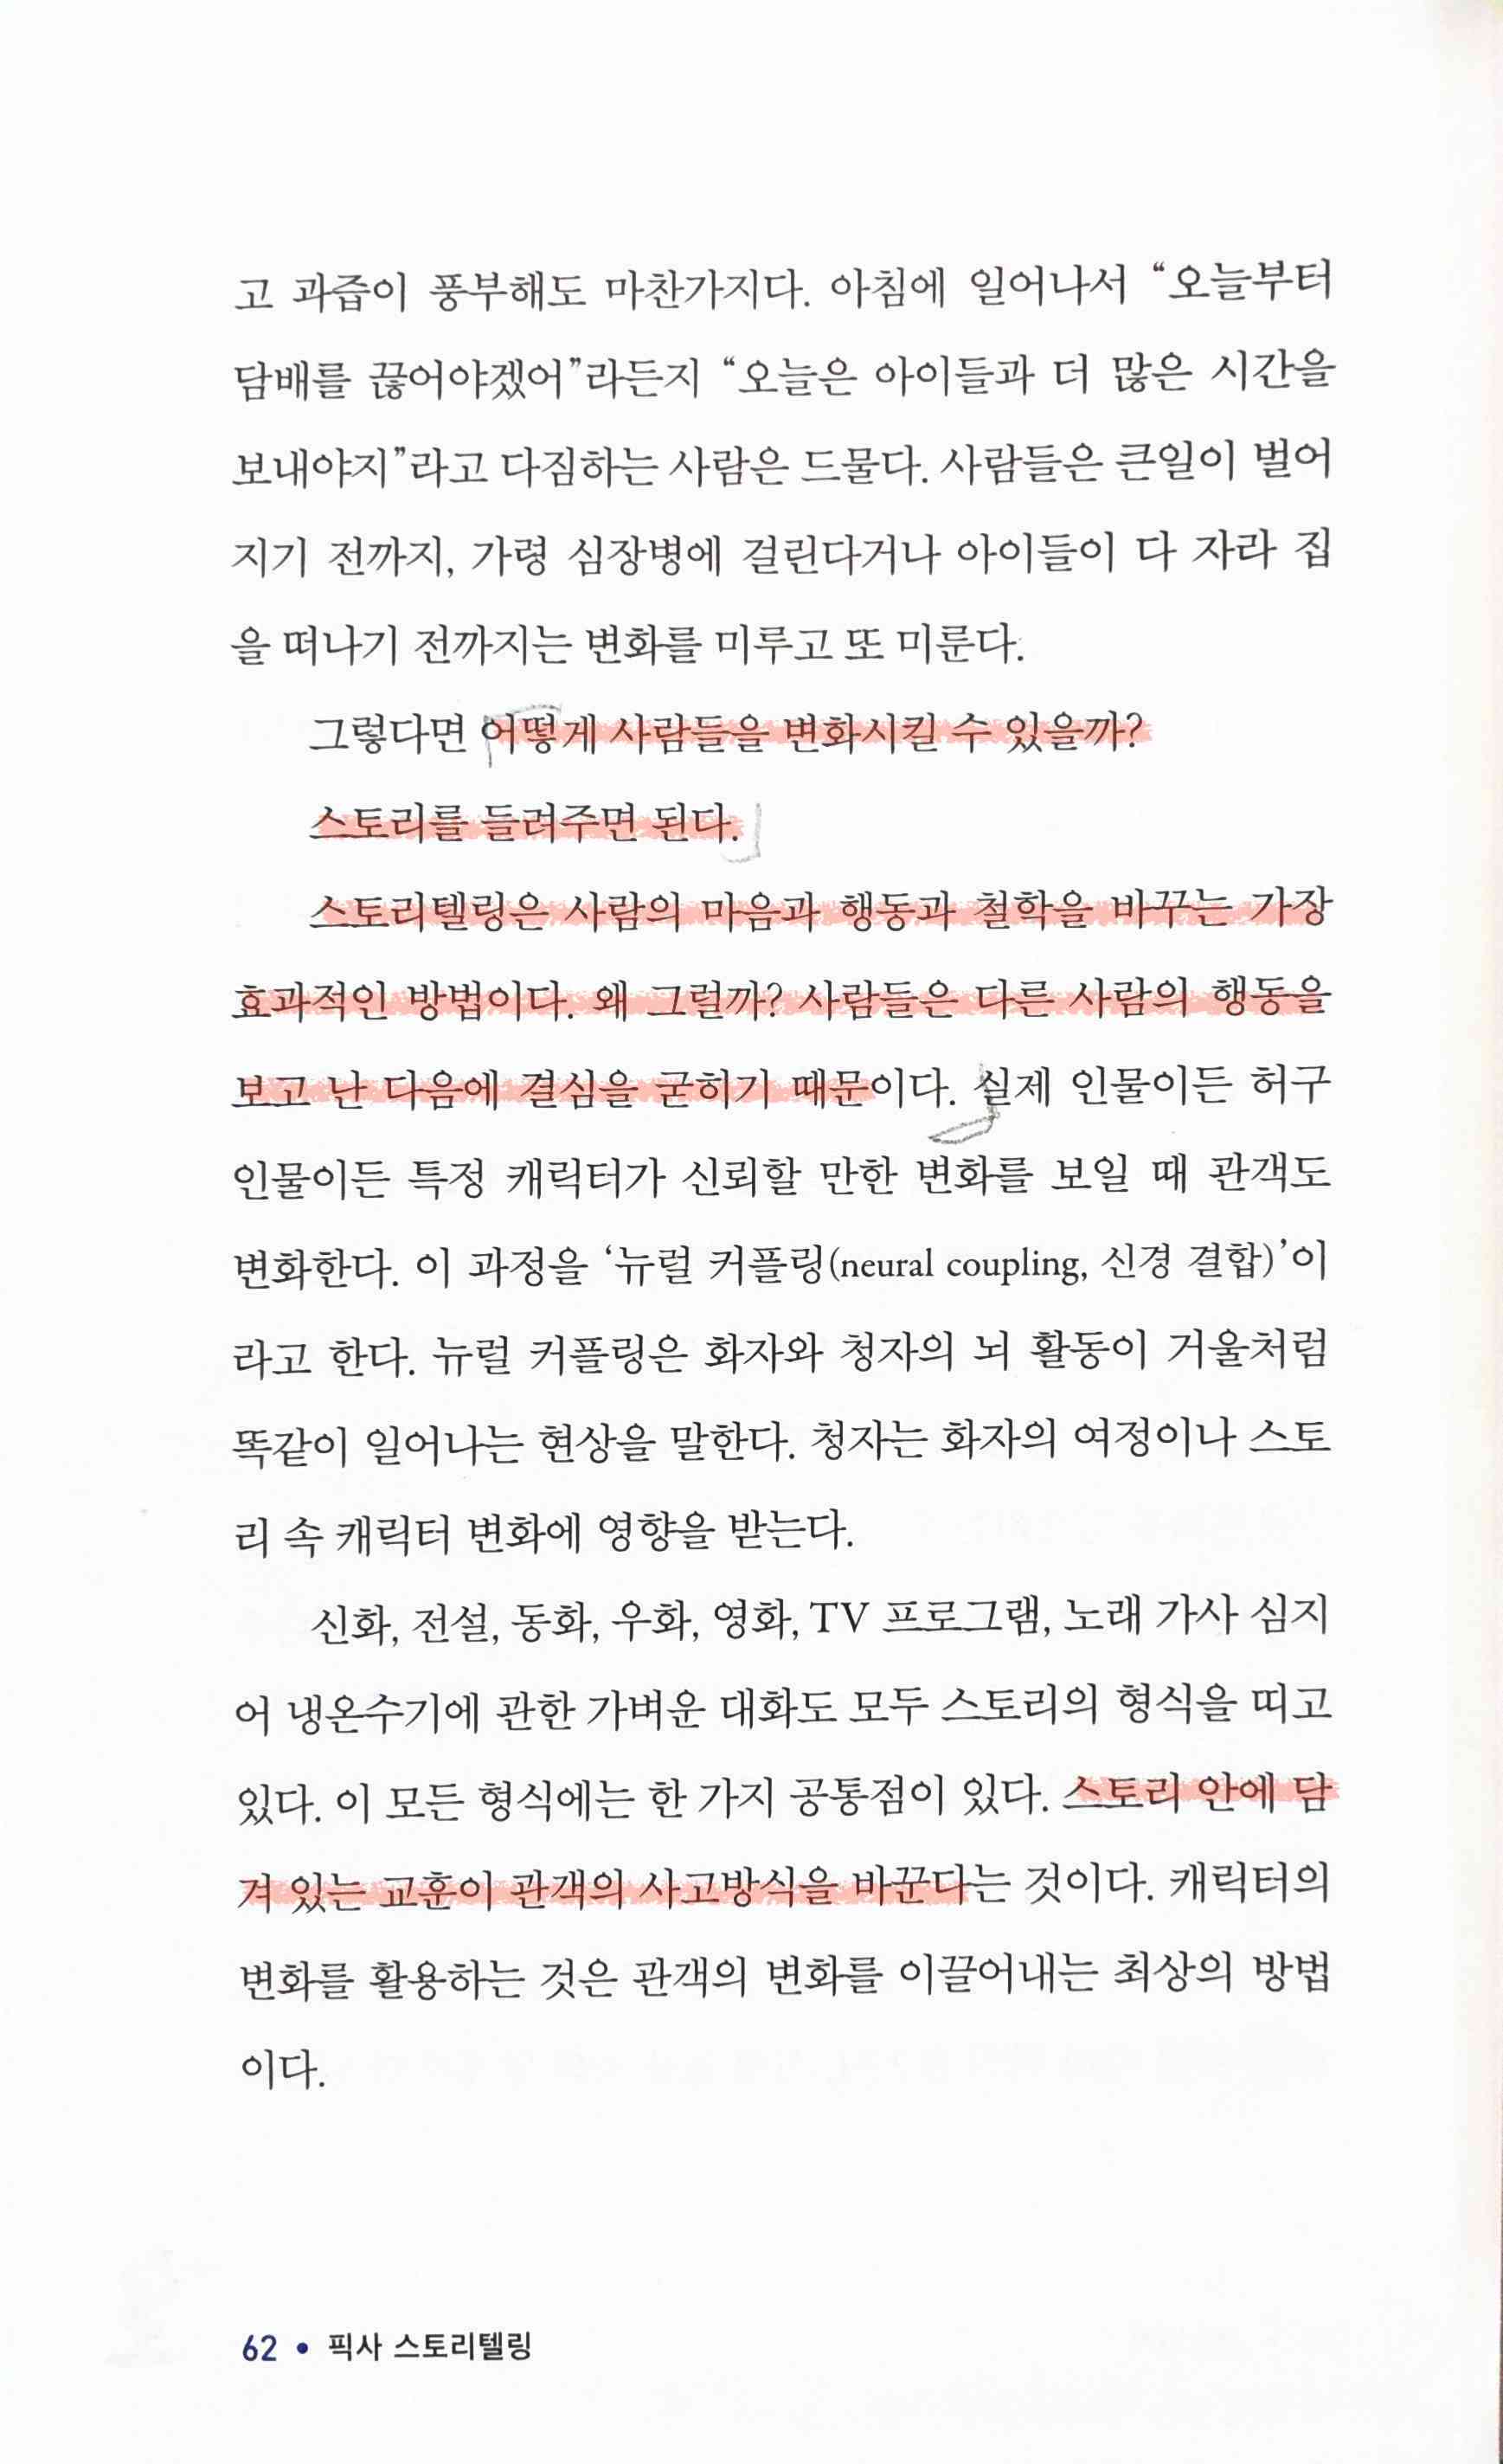 고 과즙이 풍부해도 마찬가지다. 아침에 일어나서 “오늘부터
담배를 끊어야겠어”라든지 “오늘은 아이들과 더 많은 시간을
보내야지”라고 다짐하는 사람은 드물다. 사람들은 큰일이 벌어
지기 전까지, 가령 심장병에 걸린다거나 아이들이 다 자라 집
을 떠나기 전까지는 변화를 미루고 또 미룬다.
그렇다면 어떻게 사람들을 변화시킬 수 있을까?
스토리를 들려주면 된다.
스토리텔링은 사람의 마음과 행동과 철학을 바꾸는 가장
효과적인 방법이다. 왜 그럴까? 사람들은 다른 사람의 행동을
보고 난 다음에 결심을 굳히기 때문이다. 실제 인물이든 허구
인물이든 특정 캐릭터가 신뢰할 만한 변화를 보일 때 관객도
변화한다. 이 과정을 ‘뉴럴 커플링(neural coupling, 신경 결합)’이
라고 한다. 뉴럴 커플링은 화자와 청자의 뇌 활동이 거울처럼
똑같이 일어나는 현상을 말한다. 청자는 화자의 여정이나 스토
리 속 캐릭터 변화에 영향을 받는다.
신화, 전설, 동화, 우화, 영화, TV 프로그램, 노래 가사 심지
어 냉온수기에 관한 가벼운 대화도 모두 스토리의 형식을 띠고
있다. 이 모든 형식에는 한 가지 공통점이 있다. 스토리 안에 담
겨 있는 교훈이 관객의 사고방식을 바꾼다는 것이다. 캐릭터의
변화를 활용하는 것은 관객의 변화를 이끌어내는 최상의 방법
이다.
62 • 픽사 스토리텔링